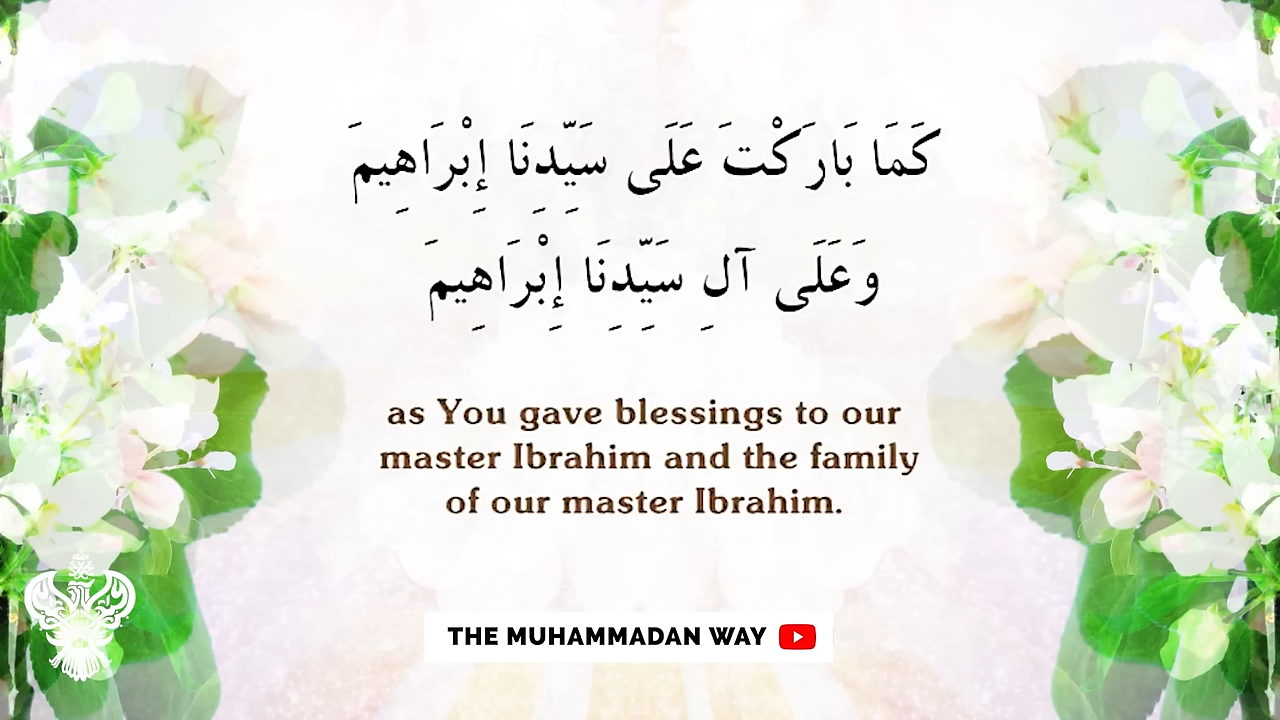 كَمَا بَارَكْتَ عَلَى سَيِّدِنَا إِبْرَاهِيمَ
وَعَلَى آلِ سَيِّدِنَا إِبْرَاهِيمَ
as You gave blessings to our
master Ibrahim and the family
of our master Ibrahim.
THE MUHAMMADAN WAY